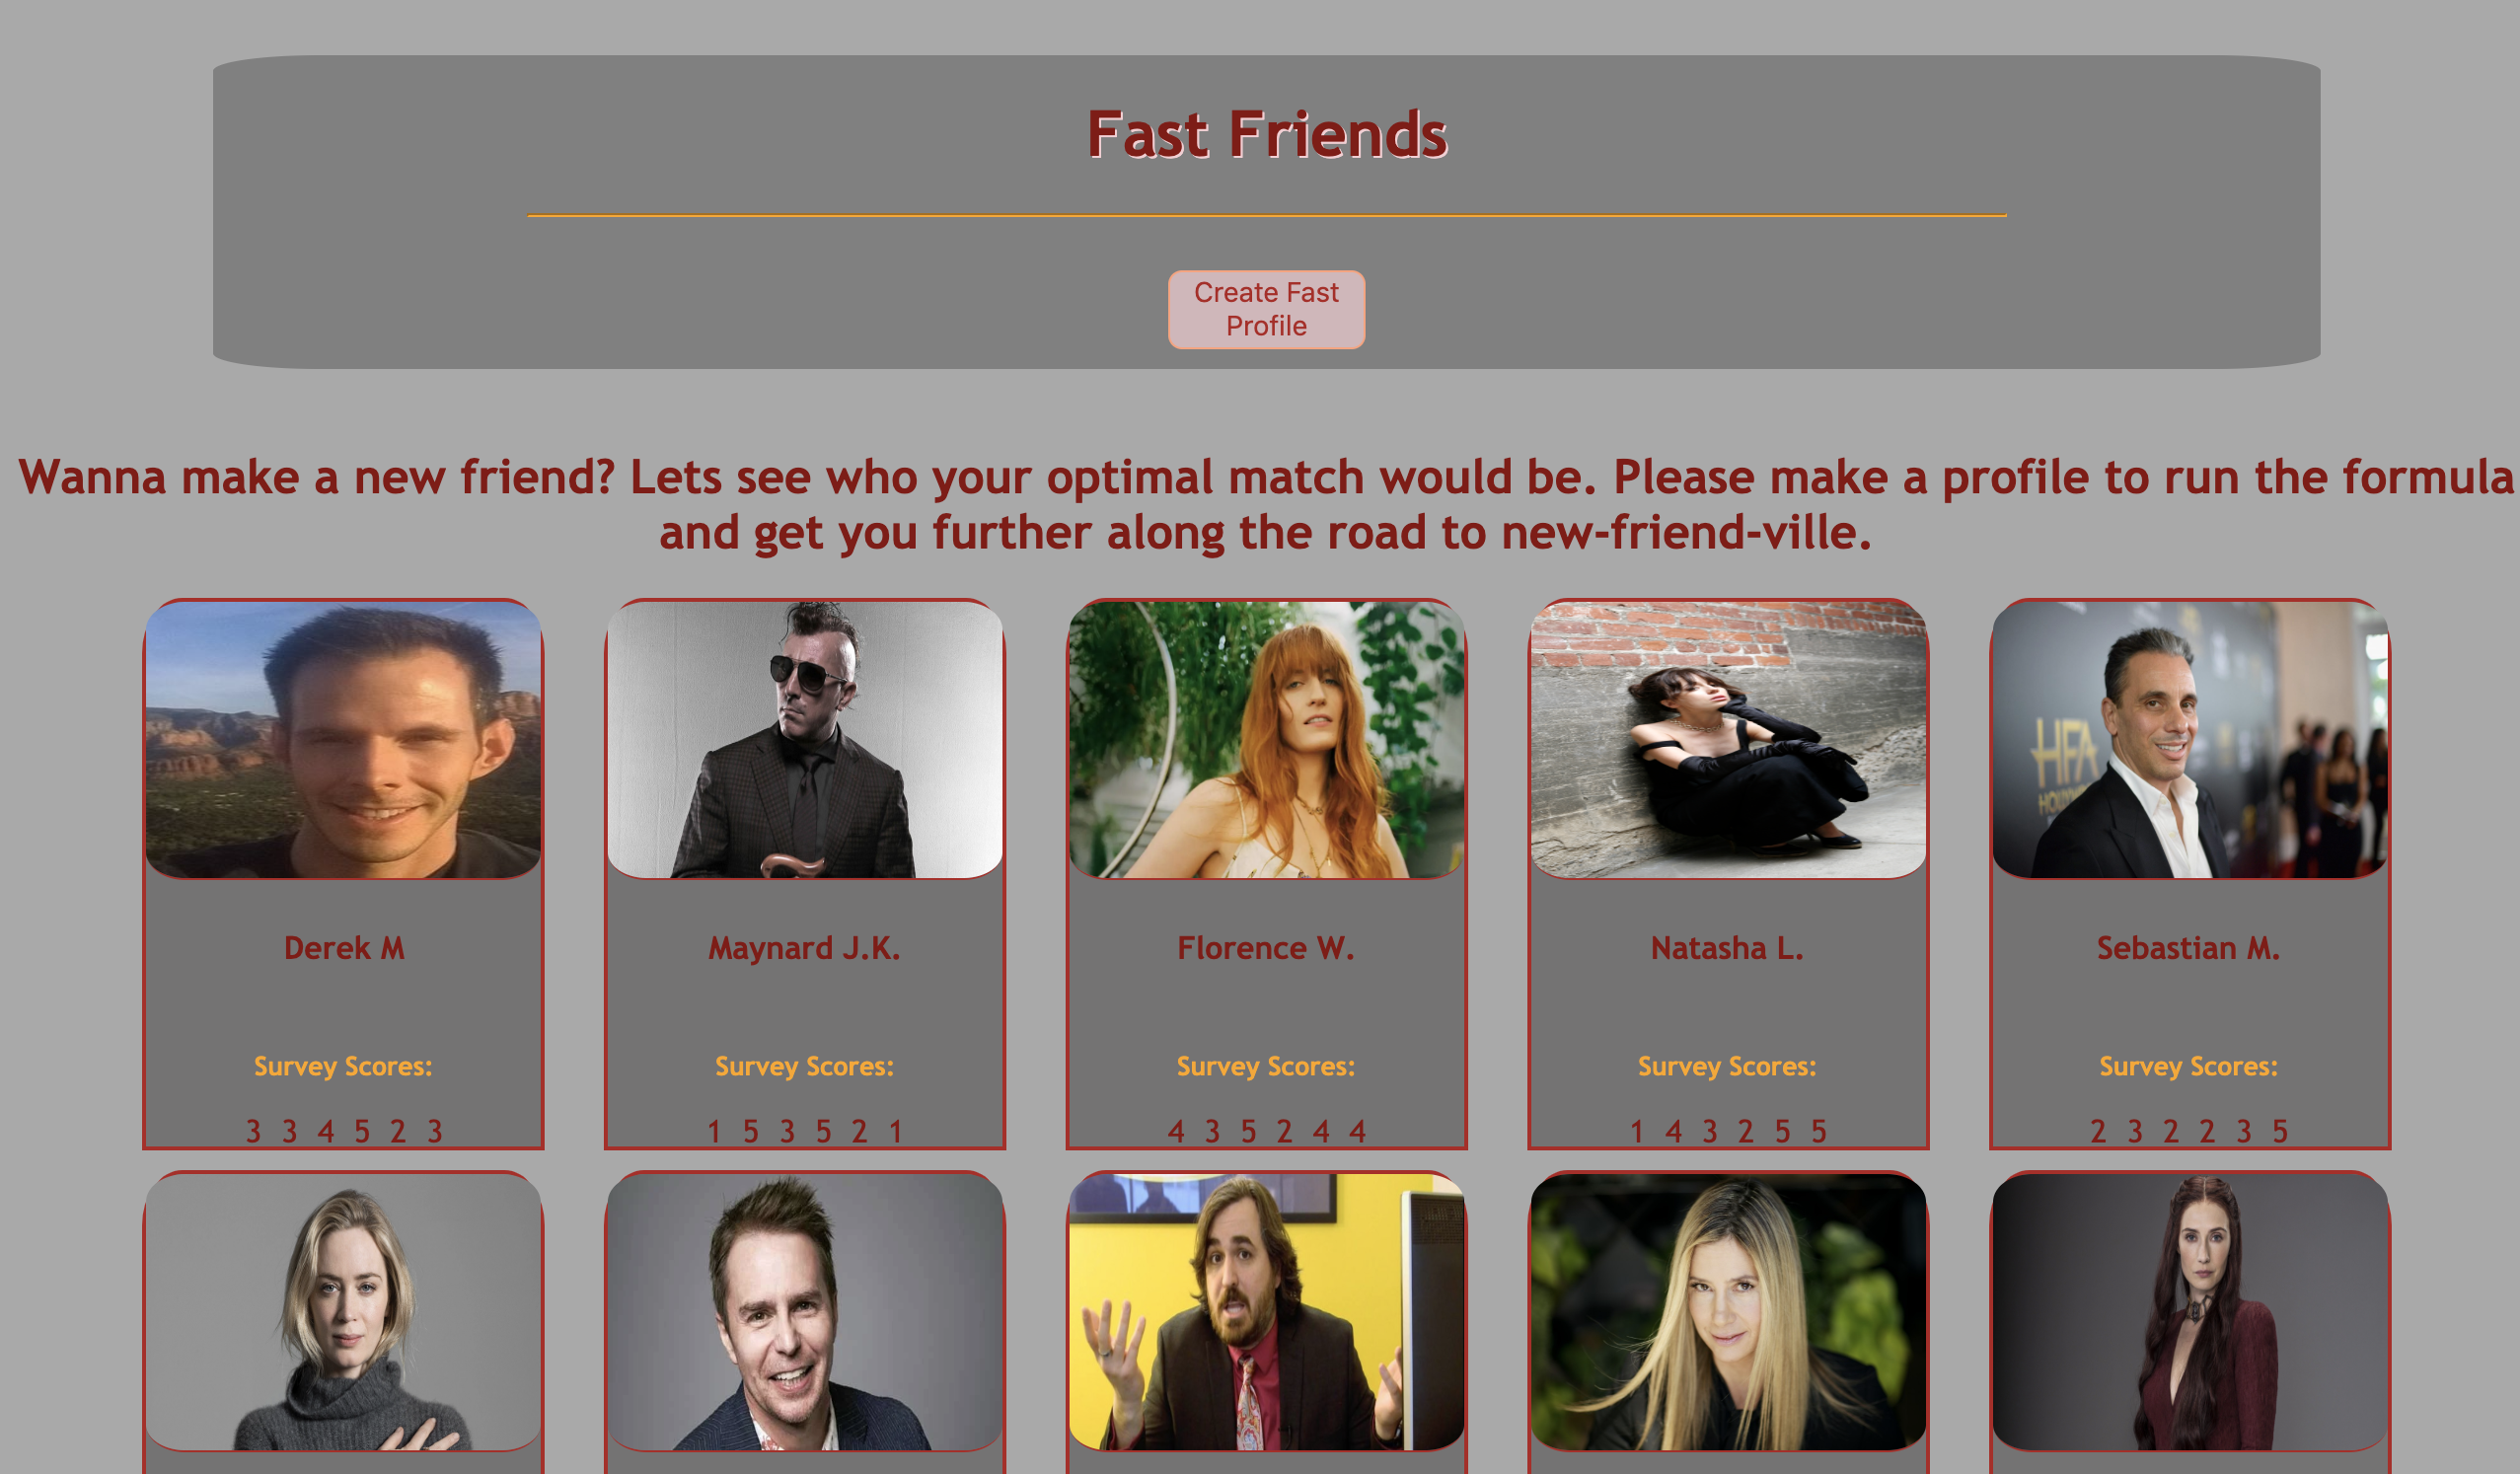 Fast Friends
Create Fast
Profile
Wanna make a new friend? Lets see who your optimal match would be. Please make a profile to run the formula
and get you further along the road to new-friend-ville.
HFA
Derek M
Maynard J.K.
Florence W.
Natasha L.
Sebastian M.
Survey Scores:
Survey Scores:
Survey Scores:
Survey Scores:
Survey Scores:
3 3 4 5 2 3
1 5 3 5 2 1
4 3 5 2 4 4
1 4 3 2 5 5
2 3 2 2 3 5